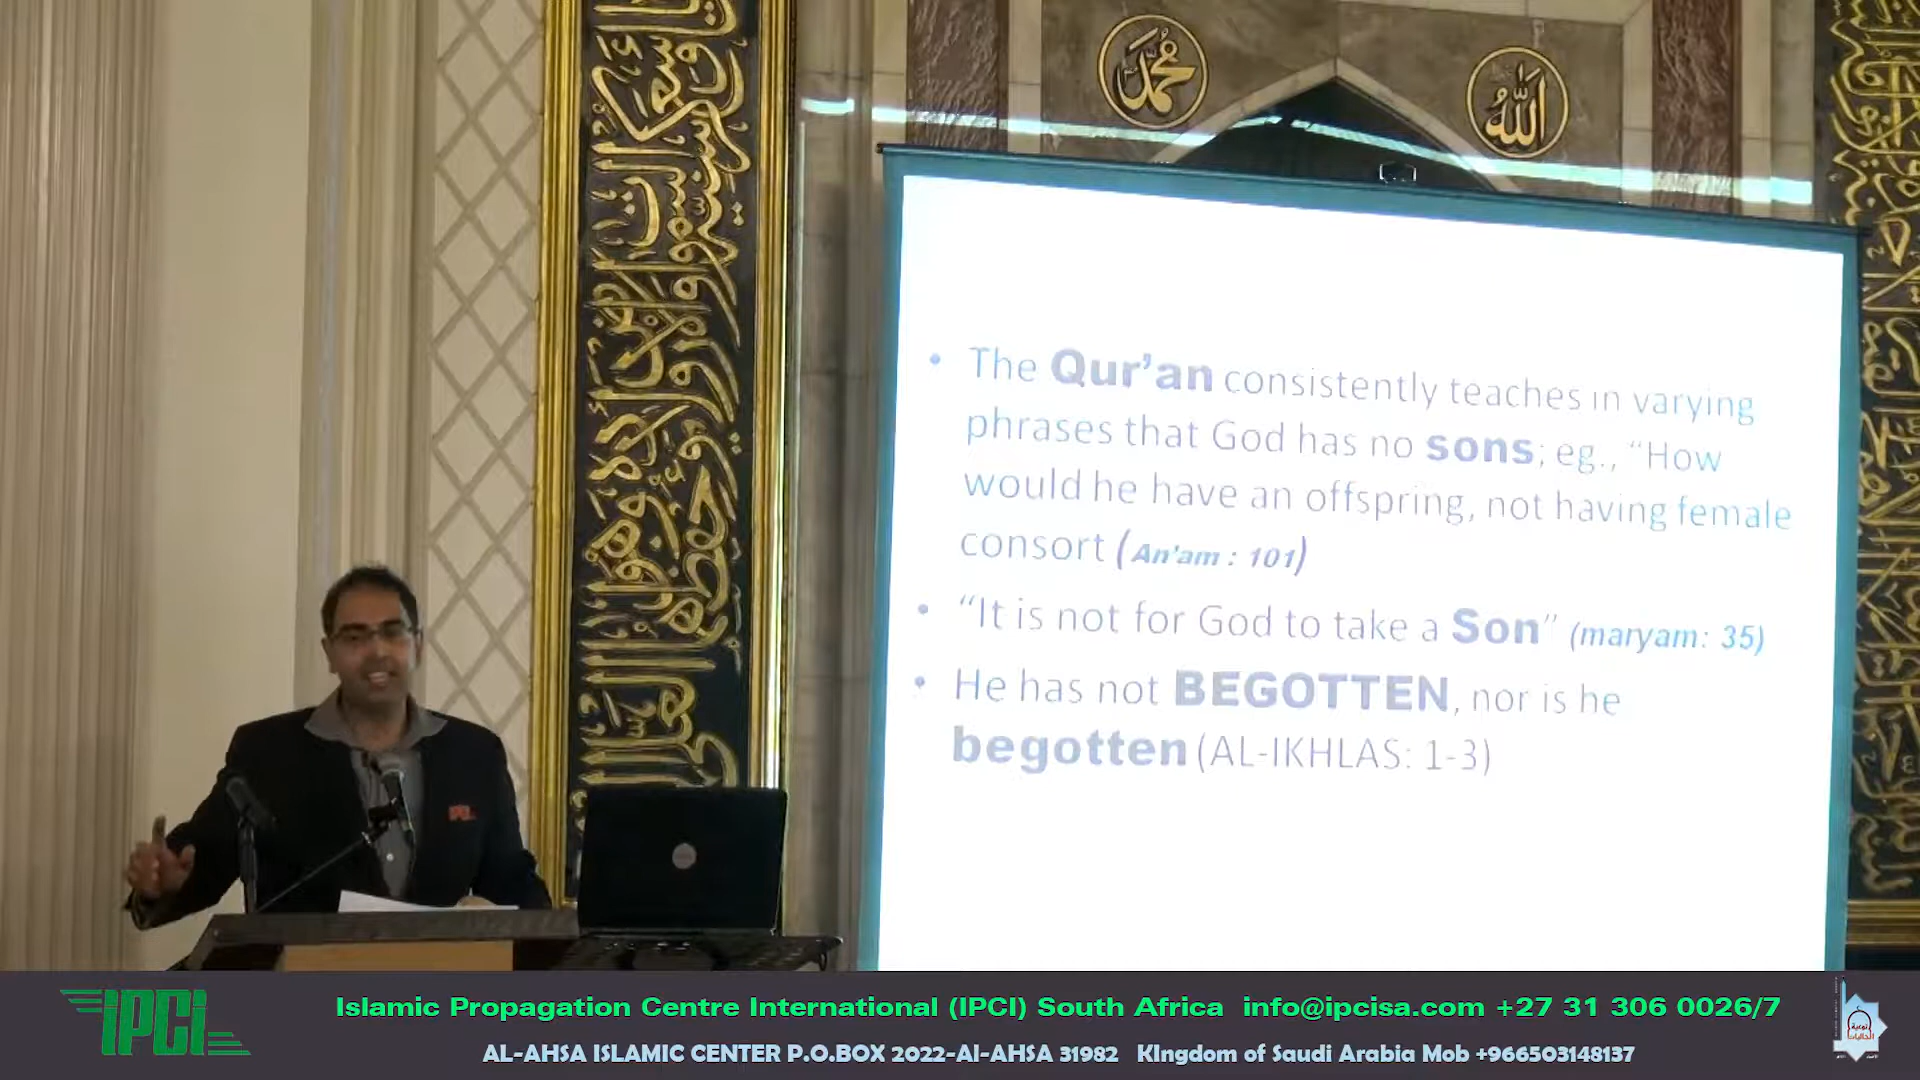 محمد
الله
The Qur’an consistently teaches in varying
phrases that God has no sons; eg., “How
would he have an offspring, not having female
consort (An’am : 101)
“It is not for God to take a Son” (maryam: 35)
He has not BEGOTTEN, nor is he
begotten (AL-IKHLAS: 1-3)
IPCI
IPCI
Islamic Propagation Centre International (IPCI) South Africa info@ipcisa.com +27 31 306 0026/7
AL-AHSA ISLAMIC CENTER P.O.BOX 2022-Al-AHSA 31982 KIngdom of Saudi Arabia Mob +966503148137